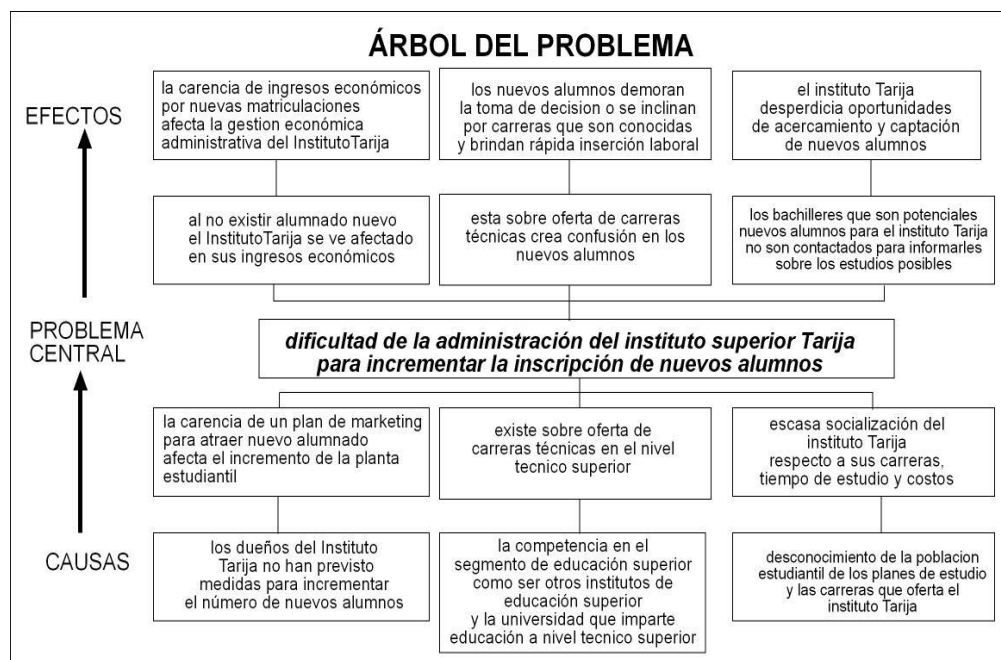 ÁRBOL DEL PROBLEMA
EFECTOS
la carencia de ingresos económicos
por nuevas matriculaciones
afecta la gestion económica
administrativa del InstitutoTarija
los nuevos alumnos demoran
la toma de decision o se inclinan
por carreras que son conocidas
y brindan rápida inserción laboral
el instituto Tarija
desperdicia oportunidades
de acercamiento y captación
de nuevos alumnos
al no existir alumnado nuevo
el InstitutoTarija se ve afectado
en sus ingresos económicos
esta sobre oferta de carreras
técnicas crea confusión en los
nuevos alumnos
los bachilleres que son potenciales
nuevos alumnos para el instituto Tarija
no son contactados para informarles
sobre los estudios posibles
PROBLEMA
CENTRAL
dificultad de la administración del instituto superior Tarija
para incrementar la inscripción de nuevos alumnos
la carencia de un plan de marketing
para atraer nuevo alumnado
afecta el incremento de la planta
estudiantil
existe sobre oferta de
carreras técnicas en el nivel
tecnico superior
escasa socialización del
instituto Tarija
respecto a sus carreras,
tiempo de estudio y costos
CAUSAS
los dueños del Instituto
Tarija no han previsto
medidas para incrementar
el número de nuevos alumnos
la competencia en el
segmento de educación superior
como ser otros institutos de
educación superior
y la universidad que imparte
educación a nivel tecnico superior
desconocimiento de la poblacion
estudiantil de los planes de estudio
y las carreras que oferta el
instituto Tarija